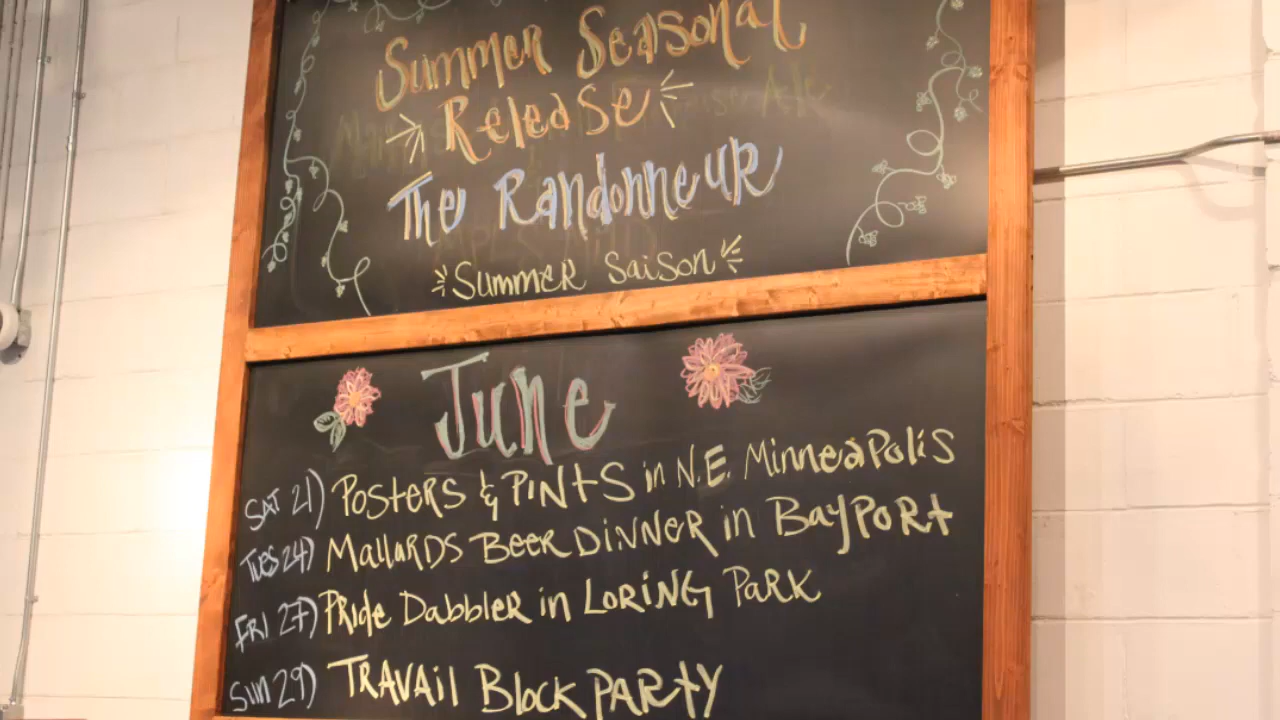 Summer Seasonal
Release
The Randonneur
Summer Saison
June
SAT 21) Posters & Pints in N.E. Minneapolis
TUES 24) Mallards Beer Dinner in Bayport
FRI 27) Pride Dabbler in Loring Park
SUN 29) Travail Block Party